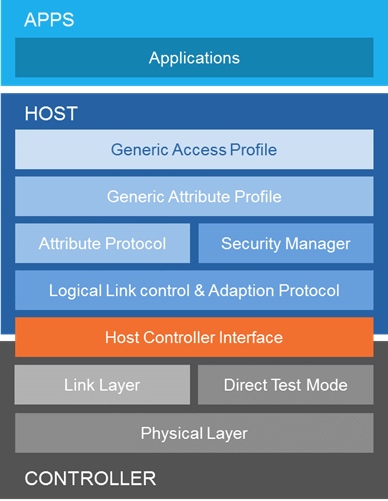 APPS
Applications
HOST
Generic Access Profile
Generic Attribute Profile
Attribute Protocol
Security Manager
Logical Link control & Adaption Protocol
Host Controller Interface
Link Layer
Direct Test Mode
Physical Layer
CONTROLLER